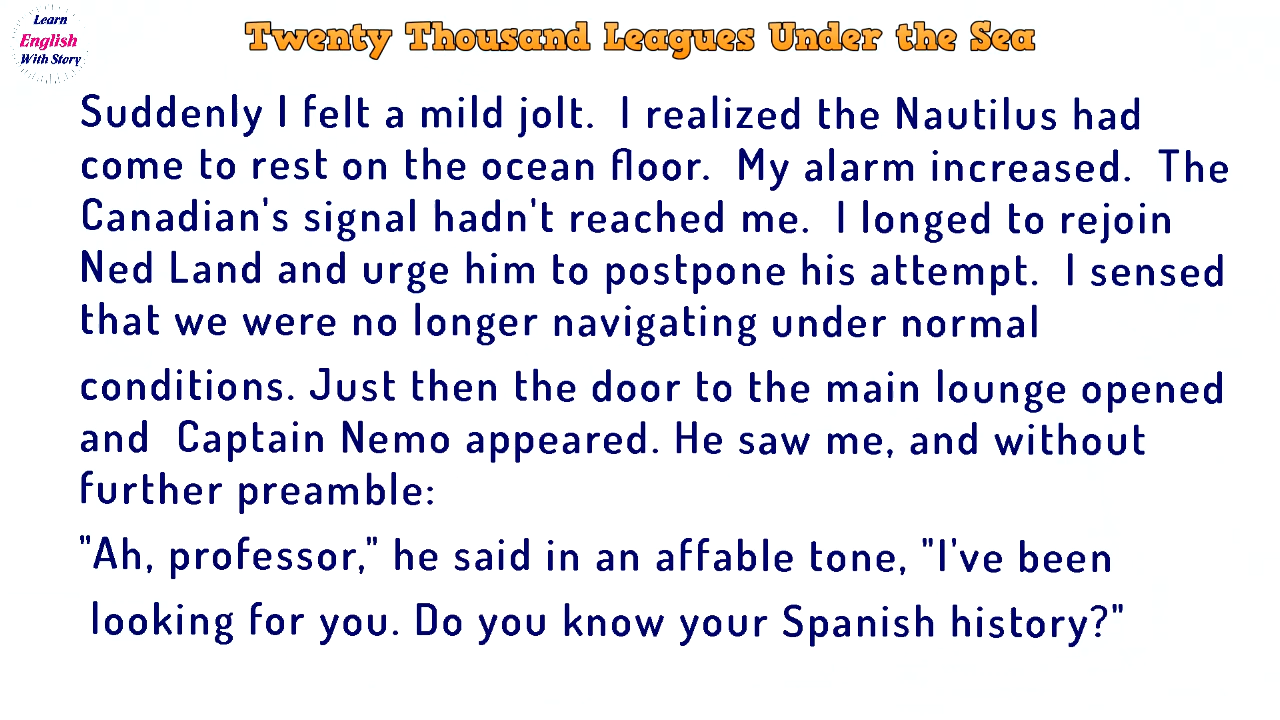 Learn
English
With Story
Twenty Thousand Leagues Under the Sea
Suddenly I felt a mild jolt. I realized the Nautilus had
come to rest on the ocean floor. My alarm increased. The
Canadian's signal hadn't reached me. I longed to rejoin
Ned Land and urge him to postpone his attempt. I sensed
that we were no longer navigating under normal
conditions. Just then the door to the main lounge opened
and Captain Nemo appeared. He saw me, and without
further preamble:
"Ah, professor," he said in an affable tone, "I've been
looking for you. Do you know your Spanish history?"